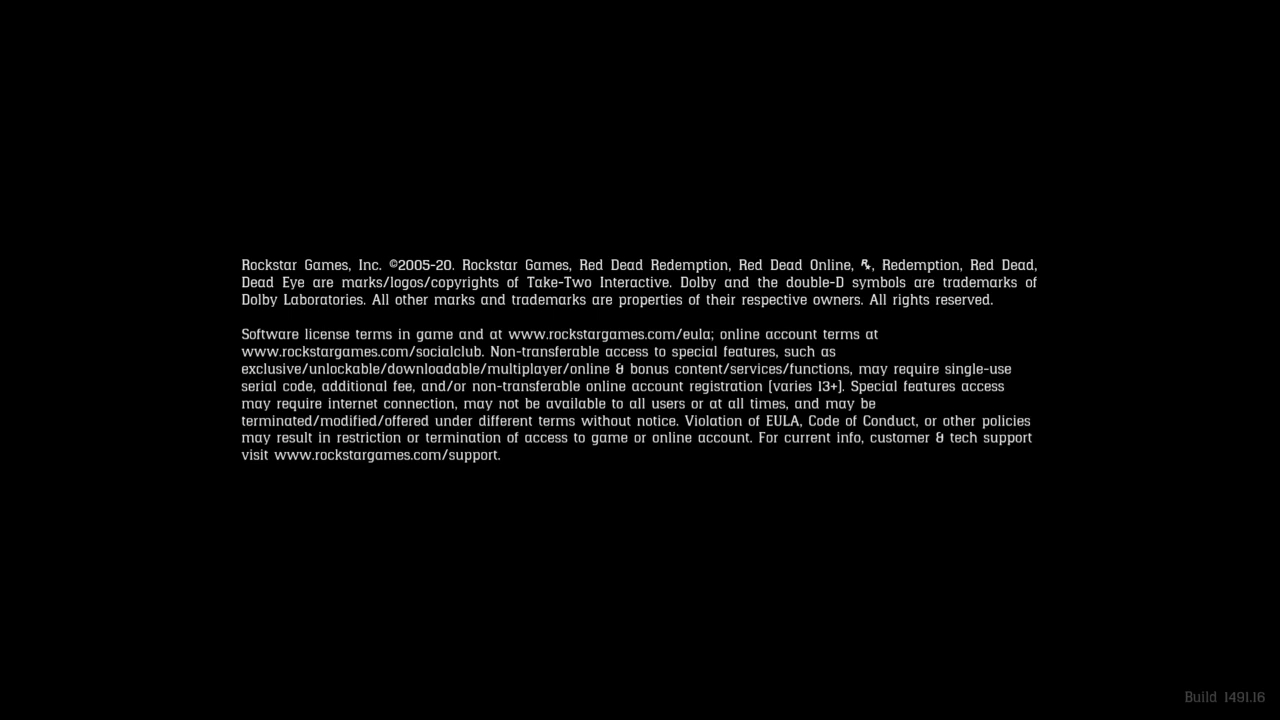 Rockstar Games, Inc. ©2005-20. Rockstar Games, Red Dead Redemption, Red Dead Online, , Redemption, Red Dead,
Dead Eye are marks/logos/copyrights of Take-Two Interactive. Dolby and the double-D symbols are trademarks of
Dolby Laboratories. All other marks and trademarks are properties of their respective owners. All rights reserved.
Software license terms in game and at www.rockstargames.com/eula; online account terms at
www.rockstargames.com/socialclub. Non-transferable access to special features, such as
exclusive/unlockable/downloadable/multiplayer/online & bonus content/services/functions, may require single-use
serial code, additional fee, and/or non-transferable online account registration (varies 13+). Special features access
may require internet connection, may not be available to all users or at all times, and may be
terminated/modified/offered under different terms without notice. Violation of EULA, Code of Conduct, or other policies
may result in restriction or termination of access to game or online account. For current info, customer & tech support
visit www.rockstargames.com/support.
Build 1491.16